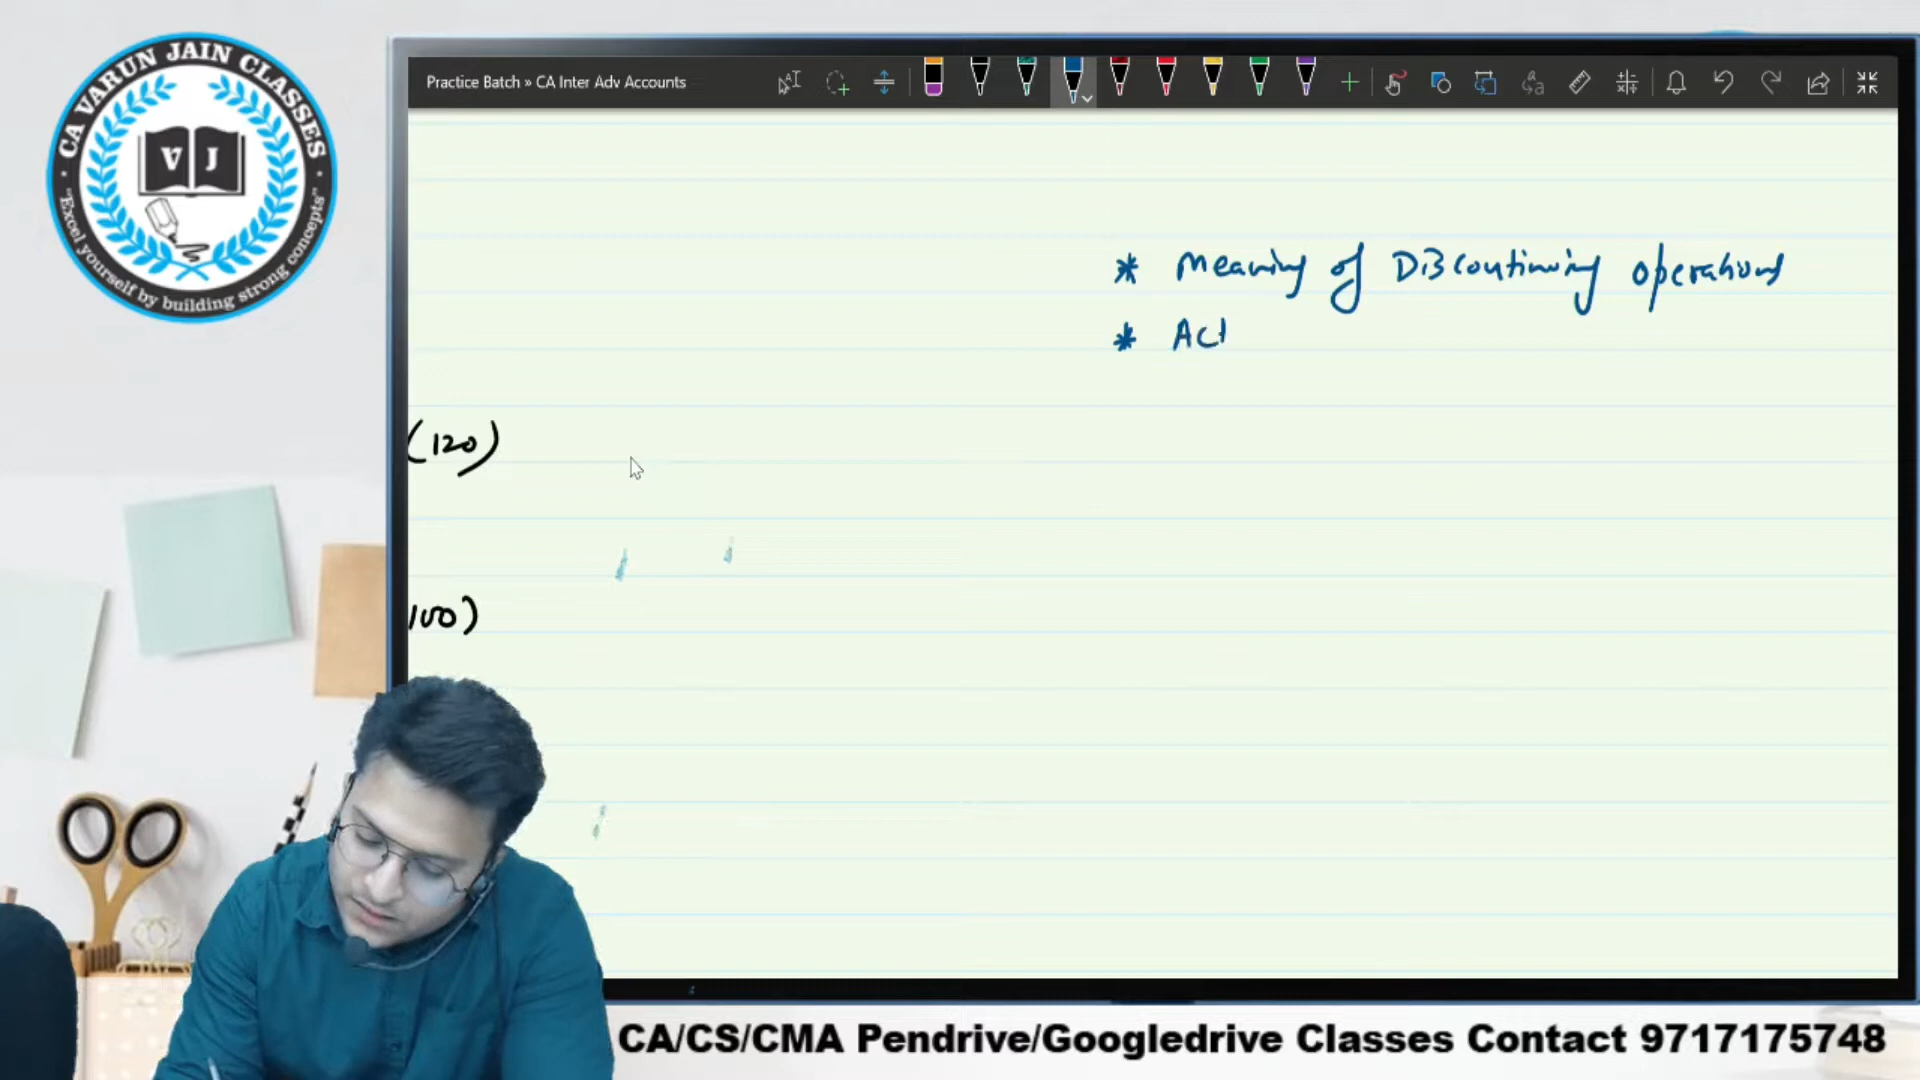 CA VARUN JAIN CLASSES
V J
"Excel yourself by building strong concepts"
Practice Batch » CA Inter Adv Accounts
* Meaning of Discontinuing operations
* Act
(120)
100)
CA/CS/CMA Pendrive/Googledrive Classes Contact 9717175748